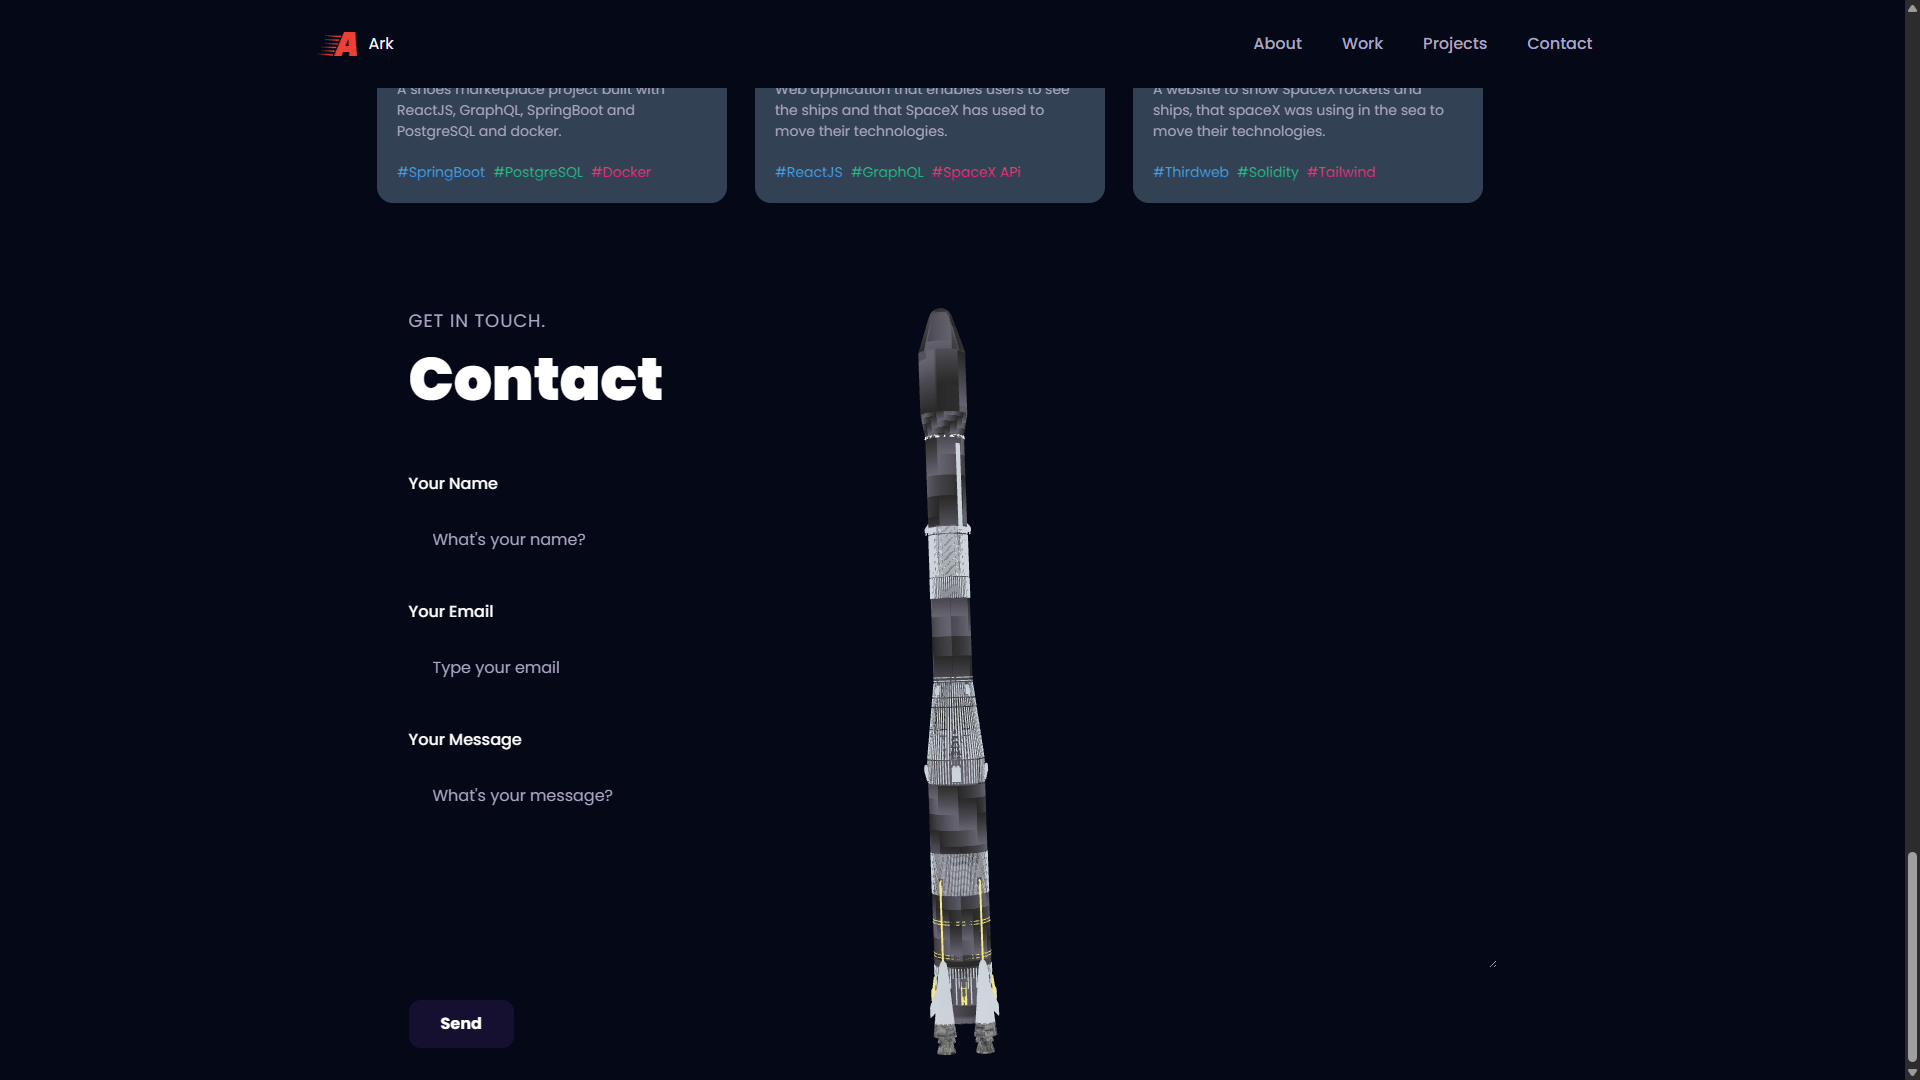 Ark
About
Work
Projects
Contact
A shoes marketplace project built with
ReactJS, GraphQL, SpringBoot and
PostgreSQL and docker.
#SpringBoot #PostgreSQL #Docker
Web application that enables users to see
the ships and that SpaceX has used to
move their technologies.
#ReactJS #GraphQL #SpaceX APi
A website to show SpaceX rockets and
ships, that spaceX was using in the sea to
move their technologies.
#Thirdweb #Solidity #Tailwind
GET IN TOUCH.
Contact
Your Name
What's your name?
Your Email
Type your email
Your Message
What's your message?
Send